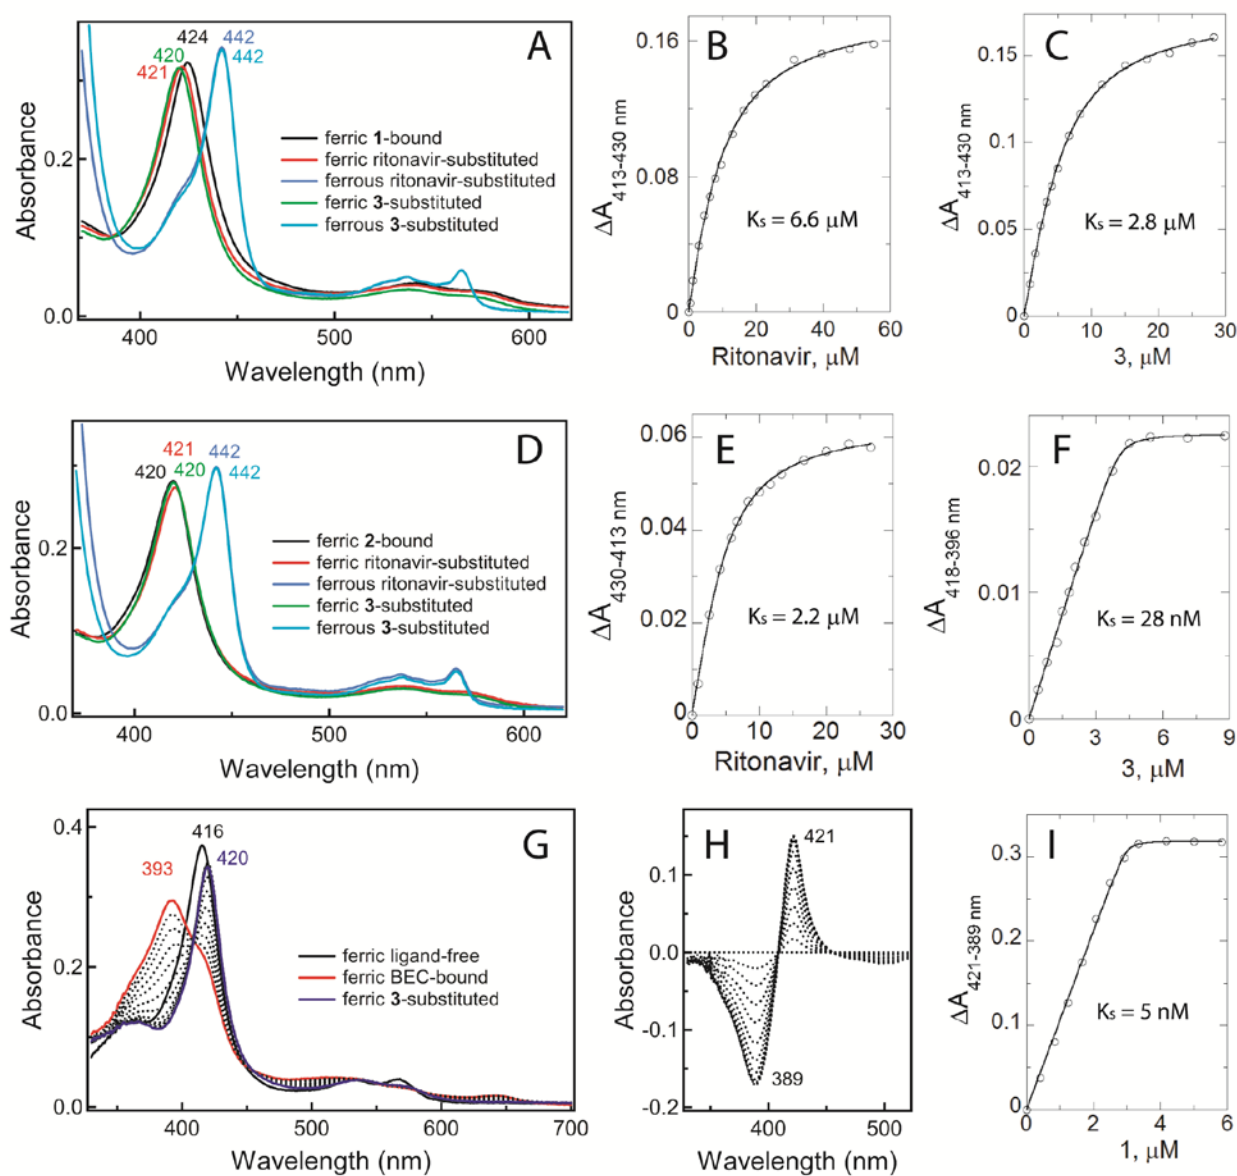 A
424
442
420
442
421
ferric 1-bound
ferric ritonavir-substituted
ferrous ritonavir-substituted
ferric 3-substituted
ferrous 3-substituted
Absorbance
0.2
0.0
400
500
600
Wavelength (nm)
B
0.16
0.08
0
ΔA413-430 nm
Ks = 6.6 µM
0
20
40
60
Ritonavir, µM
C
0.15
0.10
0.05
0
ΔA413-430 nm
Ks = 2.8 µM
0
10
20
30
3, µM
D
421
442
420
420
442
ferric 2-bound
ferric ritonavir-substituted
ferrous ritonavir-substituted
ferric 3-substituted
ferrous 3-substituted
Absorbance
0.2
0.0
400
500
600
Wavelength (nm)
E
0.06
0.04
0.02
0
ΔA430-413 nm
Ks = 2.2 µM
0
10
20
30
Ritonavir, µM
F
0.02
0.01
0
ΔA418-396 nm
Ks = 28 nM
0
3
6
9
3, µM
G
416
393
420
ferric ligand-free
ferric BEC-bound
ferric 3-substituted
Absorbance
0.4
0.2
0.0
400
500
600
700
Wavelength (nm)
H
421
389
Absorbance
0.1
0.0
-0.1
-0.2
400
500
Wavelength (nm)
I
0.3
0.2
0.1
0
ΔA421-389 nm
Ks = 5 nM
0
2
4
6
1, µM